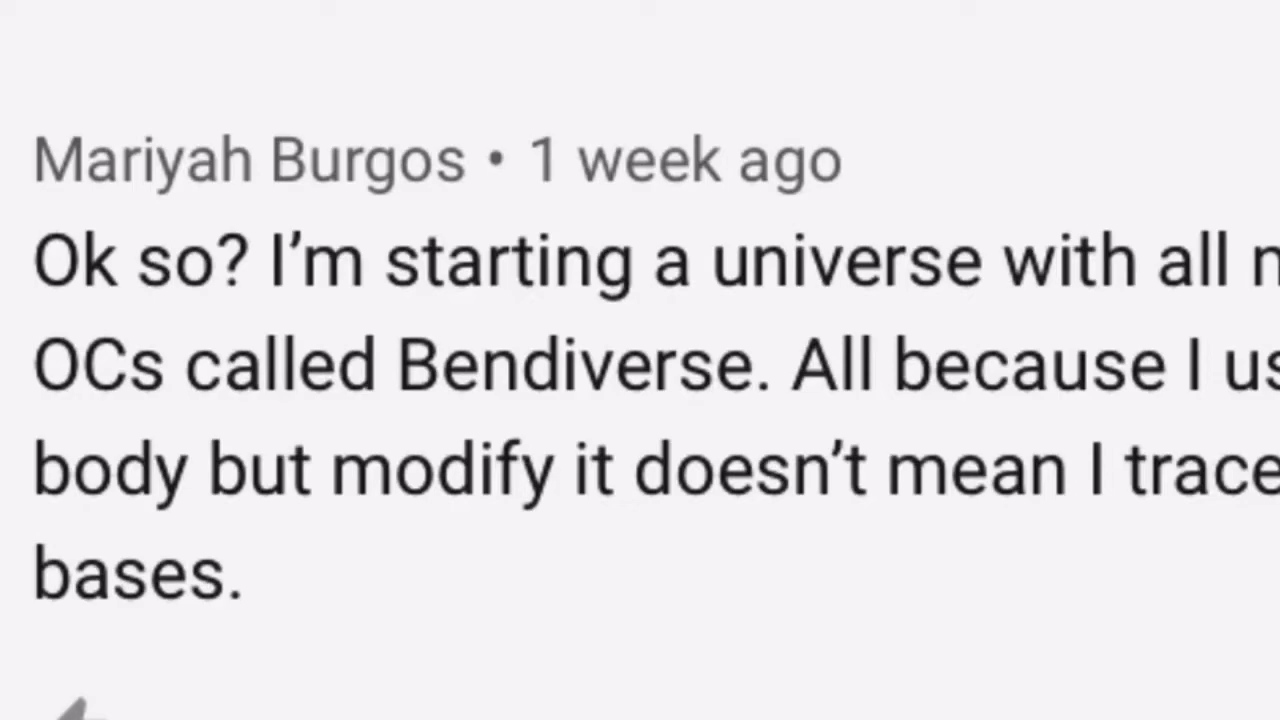 Mariyah Burgos • 1 week ago
Ok so? I’m starting a universe with all
OCs called Bendiverse. All because I
body but modify it doesn’t mean I trace
bases.